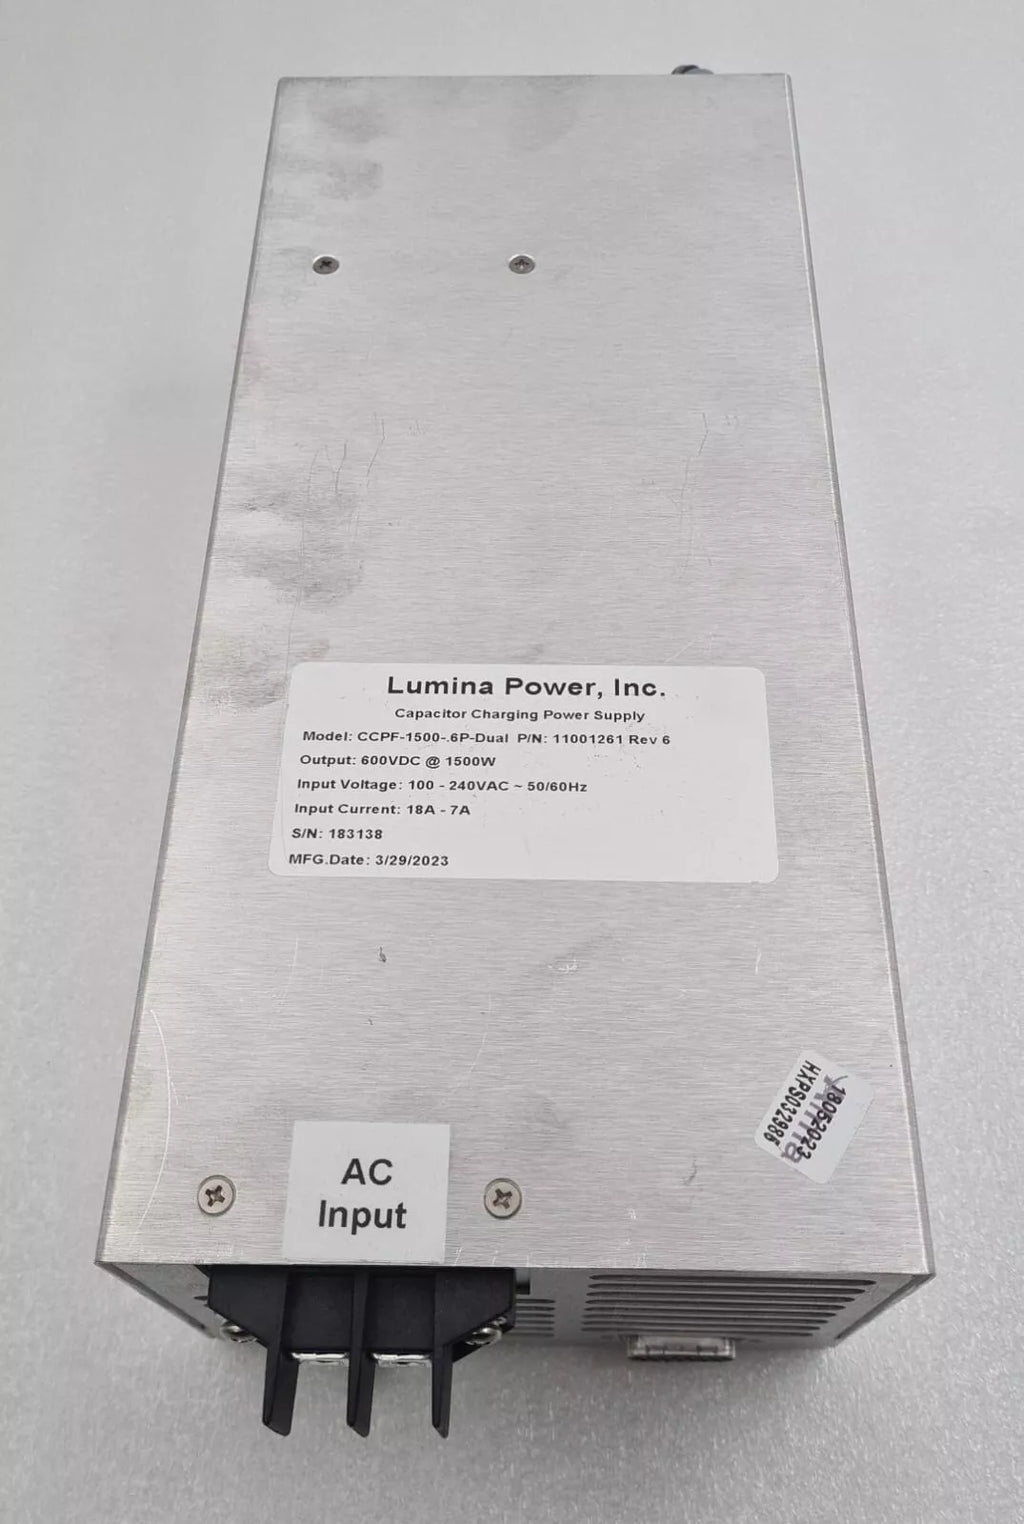 Lumina Power, Inc.
Capacitor Charging Power Supply
Model: CCPF-1500-.6P-Dual P/N: 11001261 Rev 6
Output: 600VDC @ 1500W
Input Voltage: 100 - 240VAC ~ 50/60Hz
Input Current: 18A - 7A
S/N: 183138
MFG.Date: 3/29/2023
18052023
HXPS032986
AC
Input